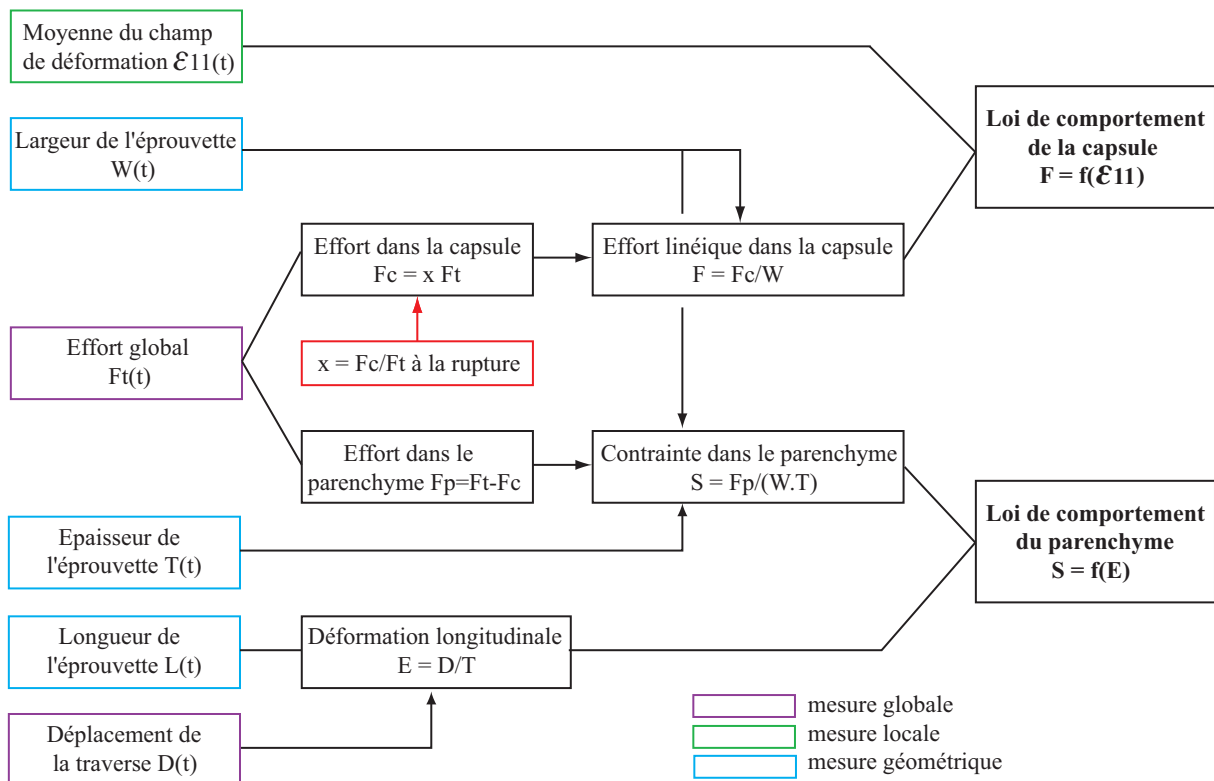 Moyenne du champ
de déformation ℰ11(t)
Largeur de l'éprouvette
W(t)
Loi de comportement
de la capsule
F = f(ℰ11)
Effort dans la capsule
Fc = x Ft
Effort linéique dans la capsule
F = Fc/W
Effort global
Ft(t)
x = Fc/Ft à la rupture
Effort dans le
parenchyme Fp=Ft-Fc
Contrainte dans le parenchyme
S = Fp/(W.T)
Loi de comportement
du parenchyme
S = f(E)
Epaisseur de
l'éprouvette T(t)
Longueur de
l'éprouvette L(t)
Déformation longitudinale
E = D/T
Déplacement de
la traverse D(t)
mesure globale
mesure locale
mesure géométrique